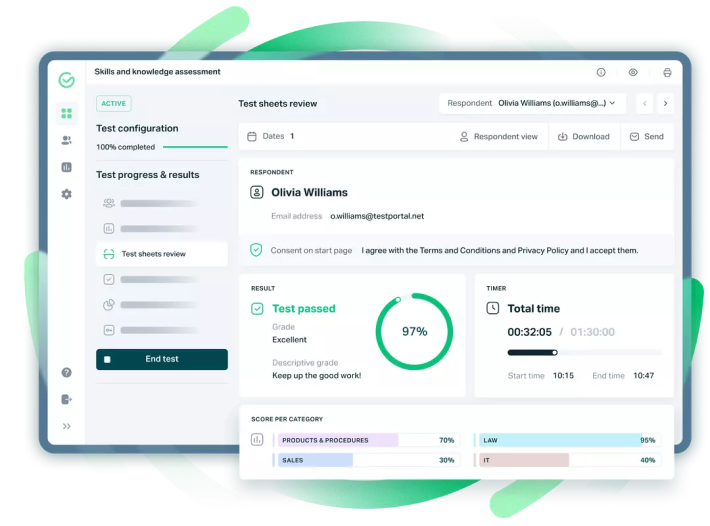 Skills and knowledge assessment
ACTIVE
Test configuration
100% completed
Test progress & results
Test sheets review
End test
Test sheets review
Respondent Olivia Williams (o.williams@...)
Dates 1
Respondent view
Download
Send
RESPONDENT
Olivia Williams
Email address o.williams@testportal.net
Consent on start page I agree with the Terms and Conditions and Privacy Policy and I accept them.
RESULT
Test passed
Grade
Excellent
Descriptive grade
Keep up the good work!
97%
TIMER
Total time
00:32:05 / 01:30:00
Start time 10:15 End time 10:47
SCORE PER CATEGORY
PRODUCTS & PROCEDURES 70%
LAW 95%
SALES 30%
IT 40%